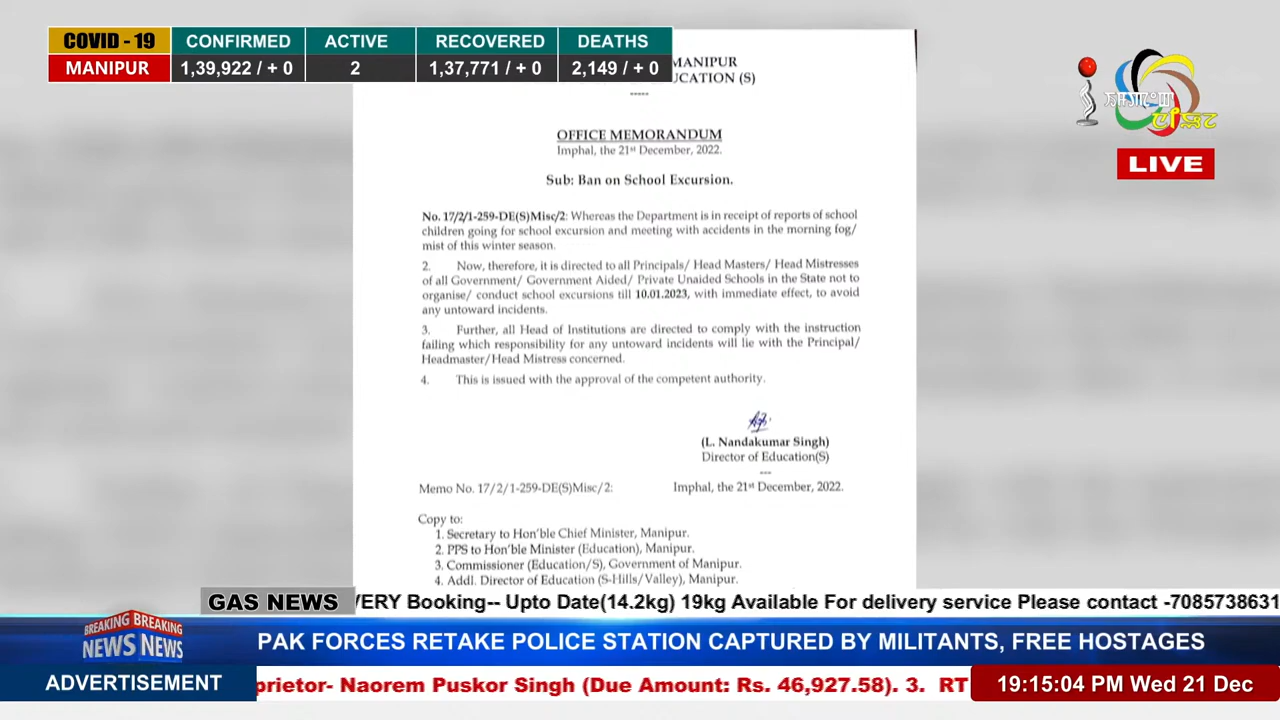 COVID - 19 CONFIRMED ACTIVE RECOVERED DEATHS
MANIPUR 1,39,922 / + 0 2 1,37,771 / + 0 2,149 / + 0
MANIPUR
UCATION (S)
-----
OFFICE MEMORANDUM
Imphal, the 21st December, 2022.
Sub: Ban on School Excursion.
No. 17/2/1-259-DE(S)Misc/2: Whereas the Department is in receipt of reports of school
children going for school excursion and meeting with accidents in the morning fog/
mist of this winter season.
2. Now, therefore, it is directed to all Principals/ Head Masters/ Head Mistresses
of all Government/ Government Aided/ Private Unaided Schools in the State not to
organise/ conduct school excursions till 10.01.2023, with immediate effect, to avoid
any untoward incidents.
3. Further, all Head of Institutions are directed to comply with the instruction
failing which responsibility for any untoward incidents will lie with the Principal/
Headmaster/Head Mistress concerned.
4. This is issued with the approval of the competent authority.
(L. Nandakumar Singh)
Director of Education(S)
---
Memo No. 17/2/1-259-DE(S)Misc/2: Imphal, the 21st December, 2022.
Copy to:
1. Secretary to Hon'ble Chief Minister, Manipur.
2. PPS to Hon'ble Minister (Education), Manipur.
3. Commissioner (Education/S), Government of Manipur.
4. Addl. Director of Education (S-Hills/Valley), Manipur.
LIVE
GAS NEWS VERY Booking-- Upto Date(14.2kg) 19kg Available For delivery service Please contact -7085738631
BREAKING BREAKING
NEWS NEWS
PAK FORCES RETAKE POLICE STATION CAPTURED BY MILITANTS, FREE HOSTAGES
ADVERTISEMENT prietor- Naorem Puskor Singh (Due Amount: Rs. 46,927.58). 3. RT 19:15:04 PM Wed 21 Dec